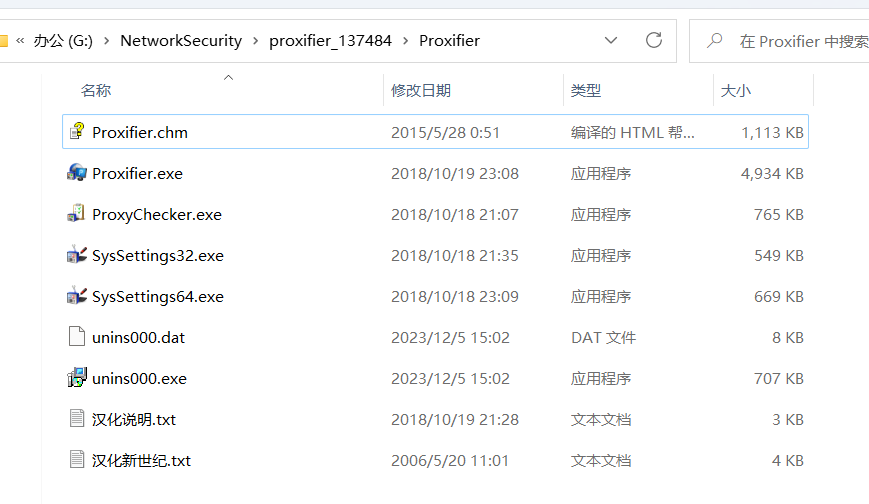 « 办公 (G:) › NetworkSecurity › proxifier_137484 › Proxifier 在 Proxifier 中搜索
名称 修改日期 类型 大小
Proxifier.chm 2015/5/28 0:51 编译的 HTML 帮... 1,113 KB
Proxifier.exe 2018/10/19 23:08 应用程序 4,934 KB
ProxyChecker.exe 2018/10/18 21:07 应用程序 765 KB
SysSettings32.exe 2018/10/18 21:35 应用程序 549 KB
SysSettings64.exe 2018/10/18 23:09 应用程序 669 KB
unins000.dat 2023/12/5 15:02 DAT 文件 8 KB
unins000.exe 2023/12/5 15:02 应用程序 707 KB
汉化说明.txt 2018/10/19 21:28 文本文档 3 KB
汉化新世纪.txt 2006/5/20 11:01 文本文档 4 KB